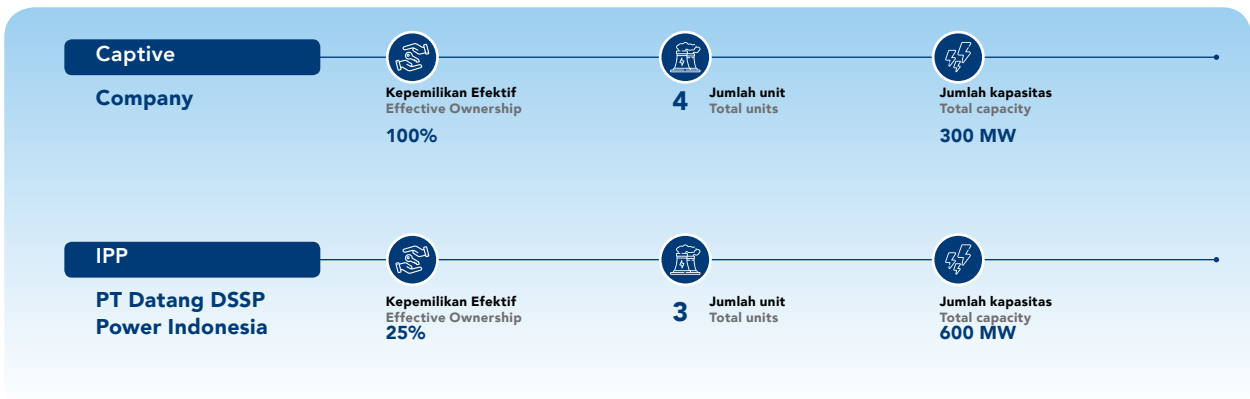 Captive
Company
Kepemilikan Efektif
Effective Ownership
100%
4
Jumlah unit
Total units
Jumlah kapasitas
Total capacity
300 MW
IPP
PT Datang DSSP
Power Indonesia
Kepemilikan Efektif
Effective Ownership
25%
3
Jumlah unit
Total units
Jumlah kapasitas
Total capacity
600 MW